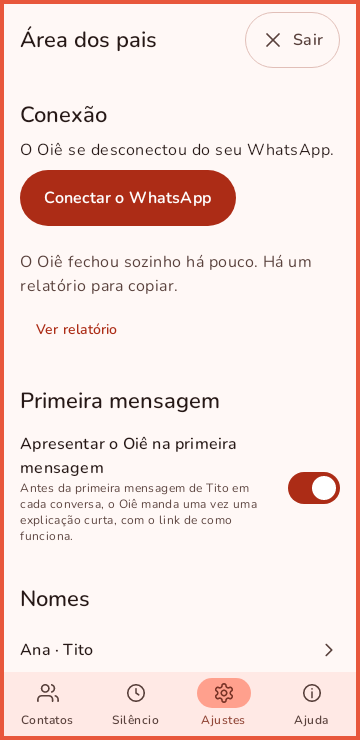 Área dos pais
Sair
Conexão
O Oiê se desconectou do seu WhatsApp.
Conectar o WhatsApp
O Oiê fechou sozinho há pouco. Há um
relatório para copiar.
Ver relatório
Primeira mensagem
Apresentar o Oiê na primeira
mensagem
Antes da primeira mensagem de Tito em
cada conversa, o Oiê manda uma vez uma
explicação curta, com o link de como
funciona.
Nomes
Ana · Tito
Contatos
Silêncio
Ajustes
Ajuda